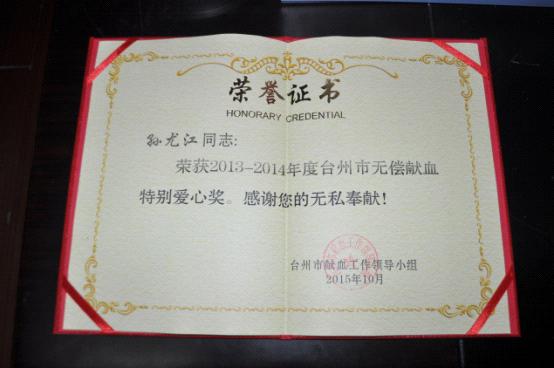 荣誉证书
HONORARY CREDENTIAL
孙尤江同志:
荣获2013-2014年度台州市无偿献血
特别爱心奖。感谢您的无私奉献!
台州市献血工作领导小组
2015年10月